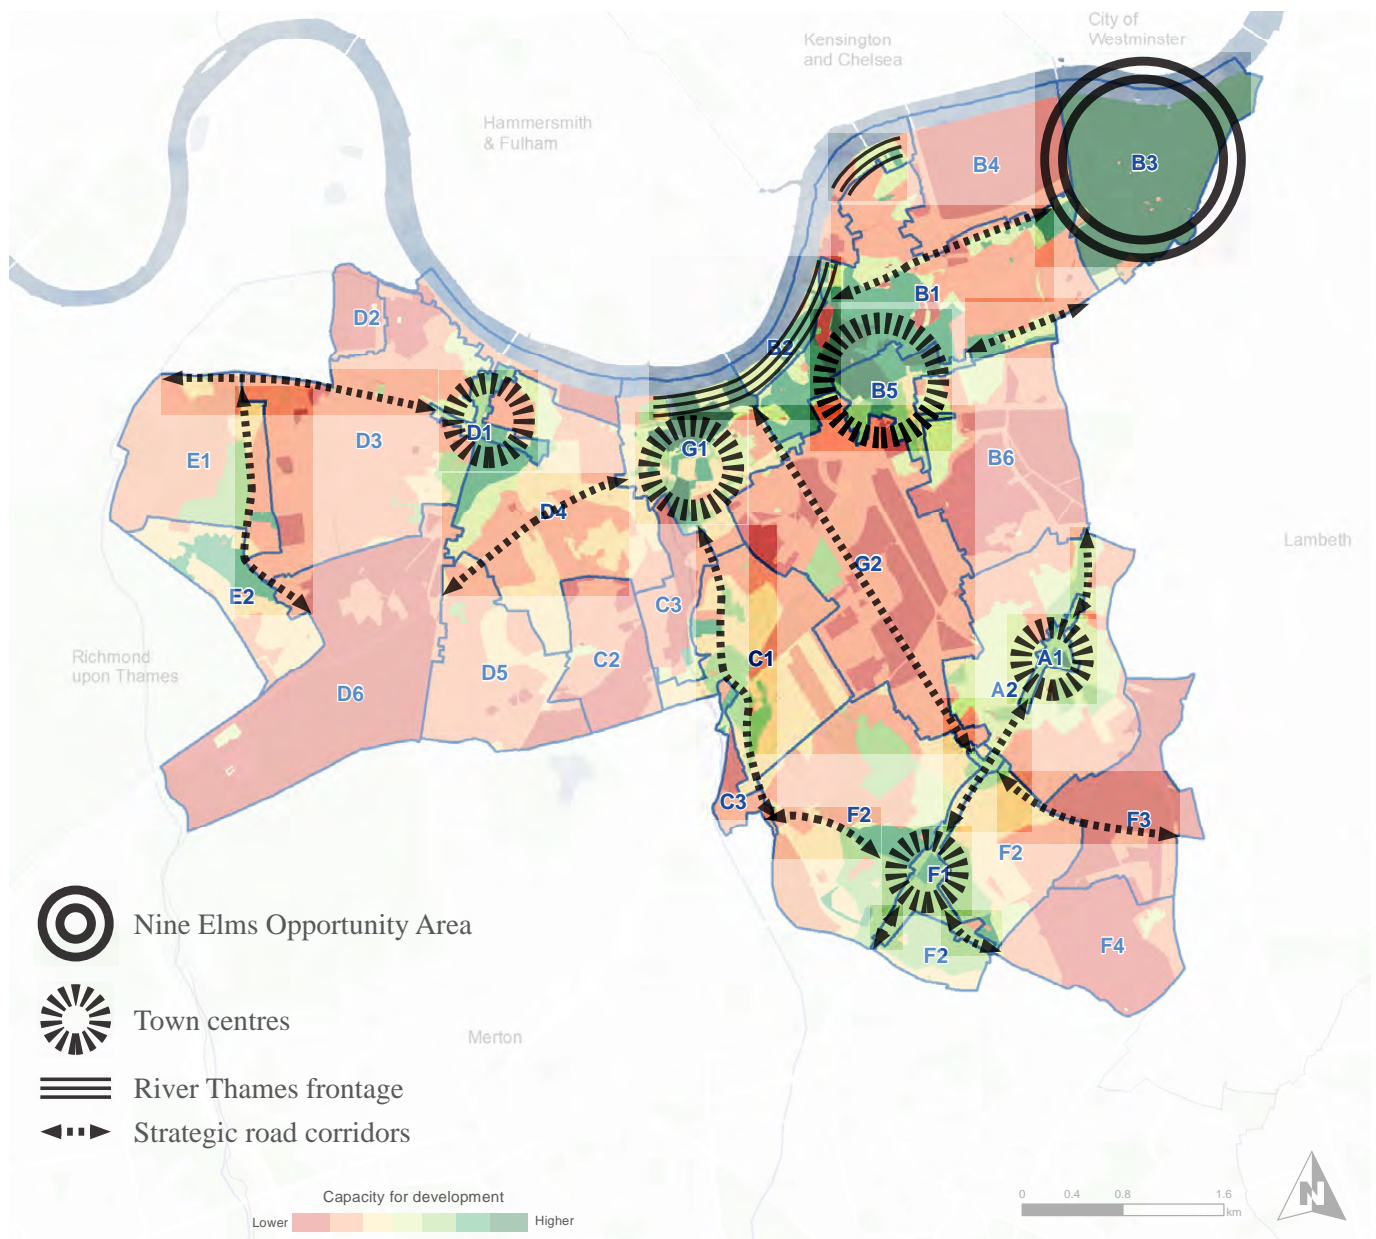 City of
Westminster
Kensington
and Chelsea
Hammersmith
& Fulham
B4
B3
B1
D2
B2
B5
D1
D3
E1
G1
B6
D4
Lambeth
G2
E2
C3
Richmond
upon Thames
C1
C2
A1
D5
A2
D6
C3
F2
F3
F2
F1
F4
F2
Nine Elms Opportunity Area
Town centres
Merton
River Thames frontage
Strategic road corridors
Capacity for development
Lower
Higher
0 0.4 0.8 1.6
km
N